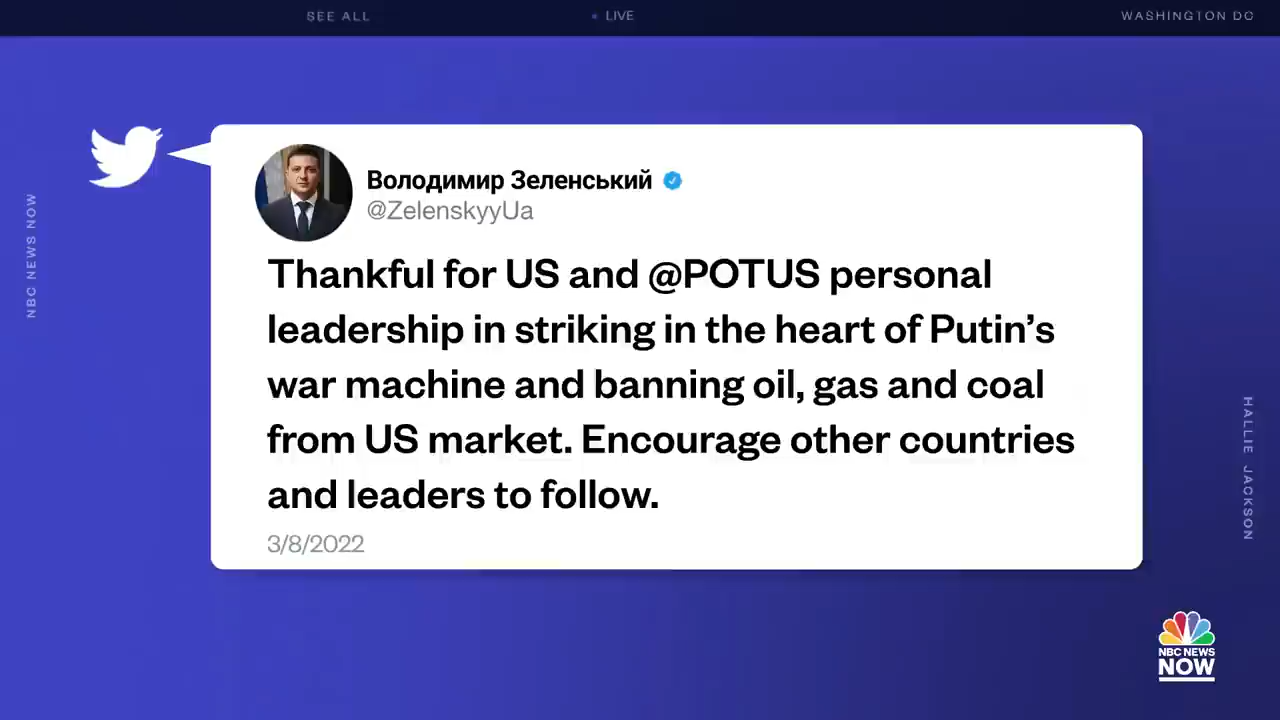 SEE ALL
LIVE
WASHINGTON DC
NBC NEWS NOW
Володимир Зеленський
@ZelenskyyUa
Thankful for US and @POTUS personal
leadership in striking in the heart of Putin’s
war machine and banning oil, gas and coal
from US market. Encourage other countries
and leaders to follow.
3/8/2022
HALLIE JACKSON
NBC NEWS
NOW